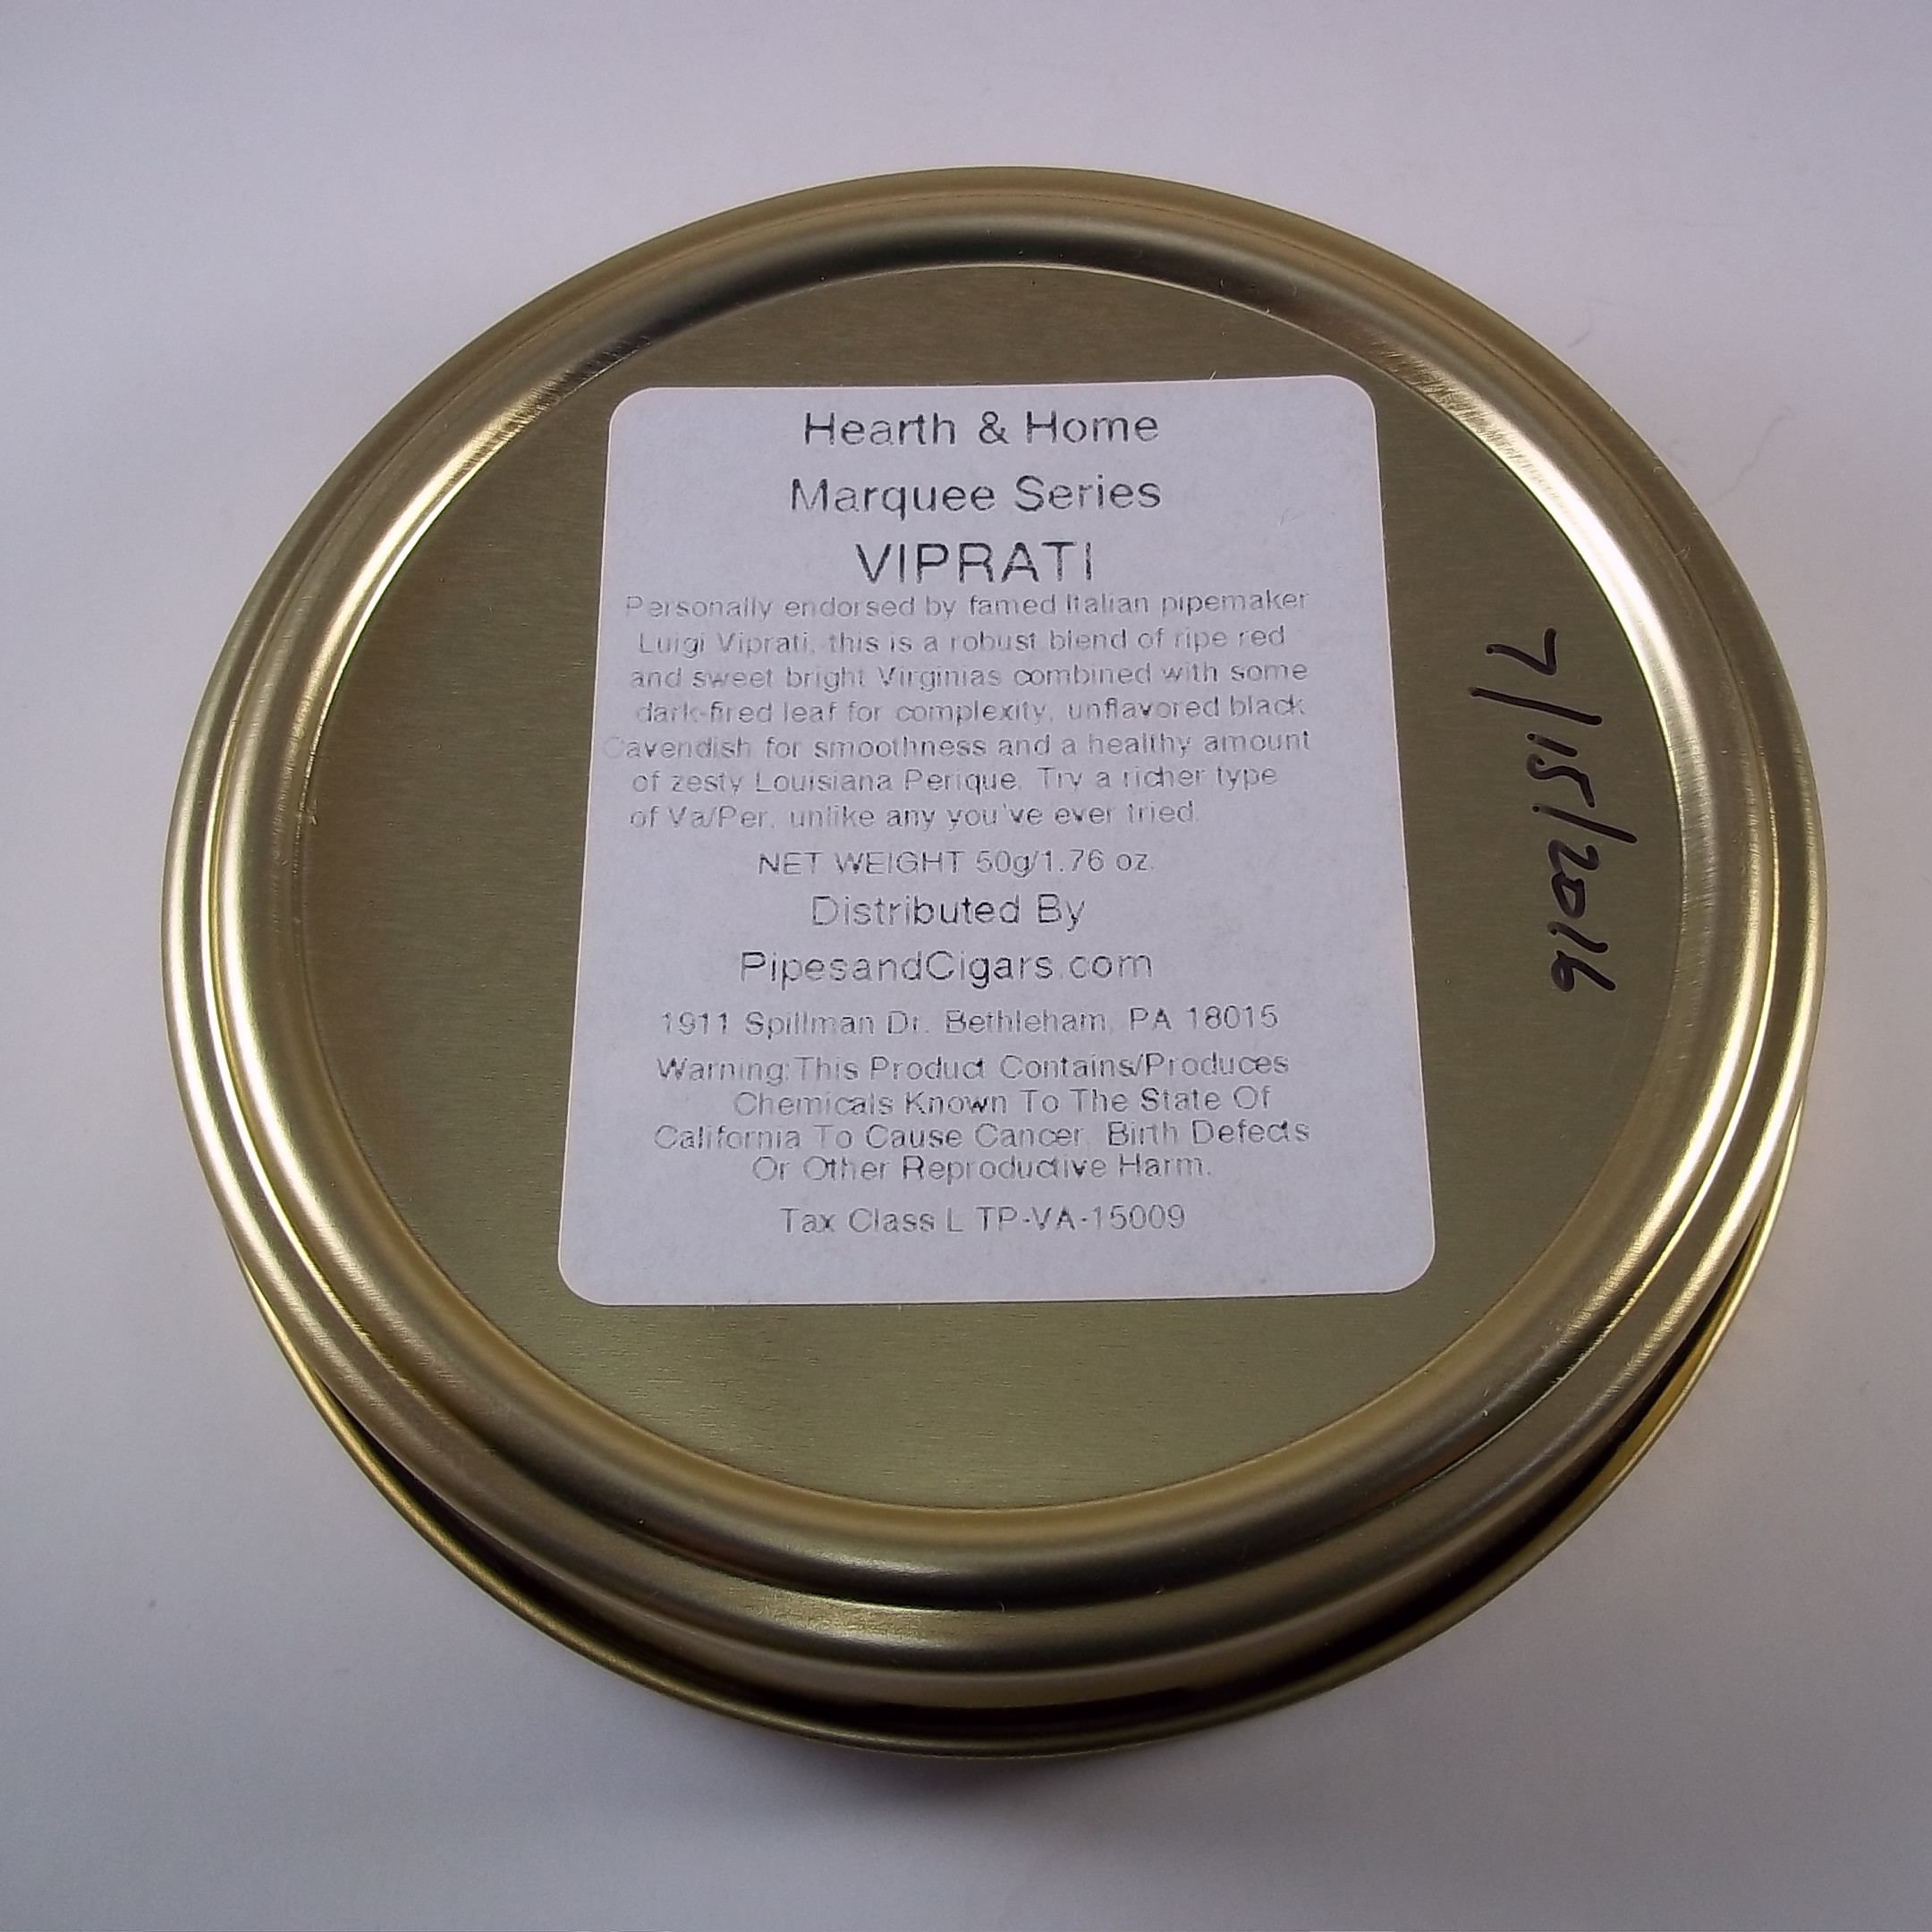 Hearth & Home
Marquee Series
VIPRATI
Personally endorsed by famed Italian pipemaker
Luigi Viprati, this is a robust blend of ripe red
and sweet bright Virginias combined with some
dark-fired leaf for complexity, unflavored black
Cavendish for smoothness and a healthy amount
of zesty Louisiana Perique. Try a richer type
of Va/Per, unlike any you've ever tried.
NET WEIGHT 50g/1.76 oz.
Distributed By
PipesandCigars.com
1911 Spillman Dr. Bethleham, PA 18015
Warning:This Product Contains/Produces
Chemicals Known To The State Of
California To Cause Cancer, Birth Defects
Or Other Reproductive Harm.
Tax Class L TP-VA-15009
7/15/2016